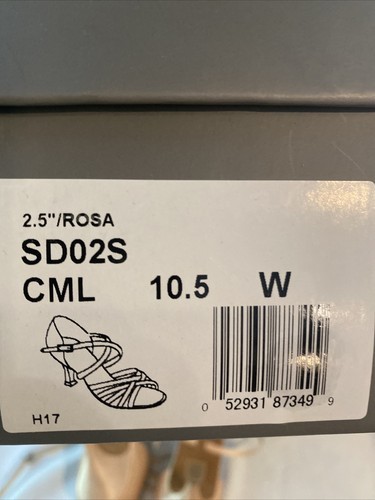 2.5"/ROSA
SD02S
CML 10.5 W
0 52931 87349 9
H17